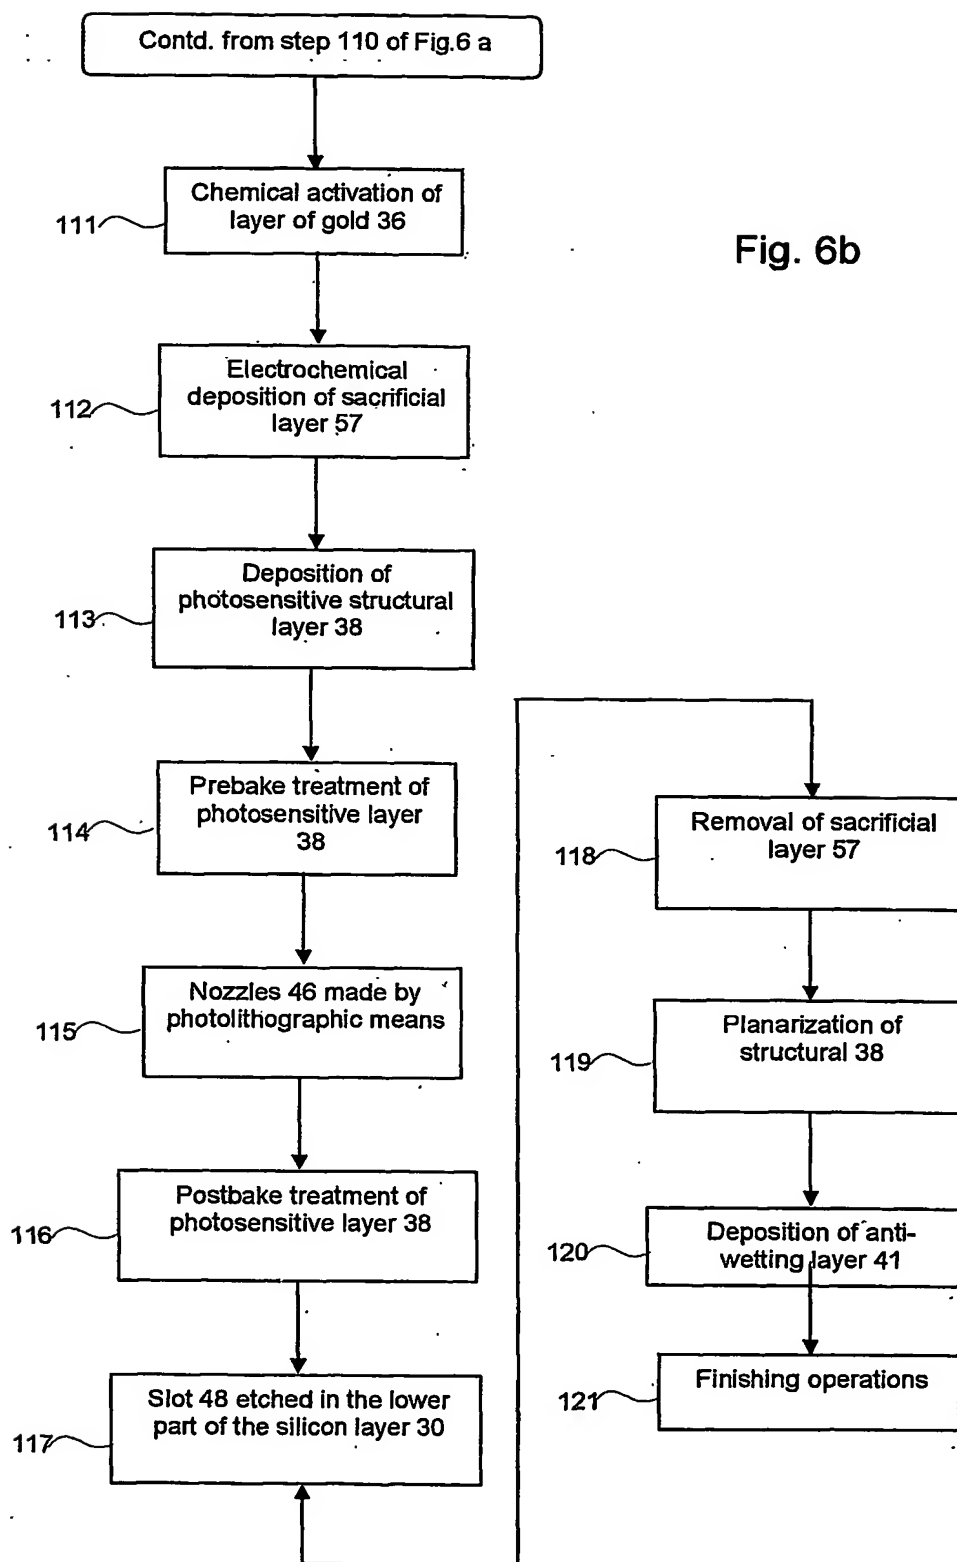 Contd. from step 110 of Fig.6 a
Fig. 6b
111
Chemical activation of
layer of gold 36
112
Electrochemical
deposition of sacrificial
layer 57
113
Deposition of
photosensitive structural
layer 38
114
Prebake treatment of
photosensitive layer
38
115
Nozzles 46 made by
photolithographic means
116
Postbake treatment of
photosensitive layer 38
117
Slot 48 etched in the lower
part of the silicon layer 30
118
Removal of sacrificial
layer 57
119
Planarization of
structural 38
120
Deposition of anti-
wetting layer 41
121
Finishing operations